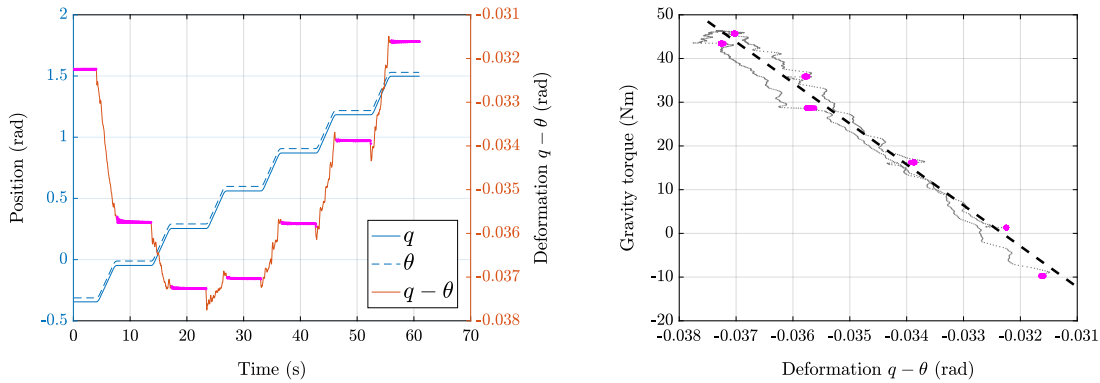 2
1.5
1
0.5
0
-0.5
Position (rad)
0 10 20 30 40 50 60 70
Time (s)
-0.031
-0.032
-0.033
-0.034
-0.035
-0.036
-0.037
-0.038
Deformation q − θ (rad)
q
θ
q − θ
50
40
30
20
10
0
-10
-20
Gravity torque (Nm)
-0.038 -0.037 -0.036 -0.035 -0.034 -0.033 -0.032 -0.031
Deformation q − θ (rad)